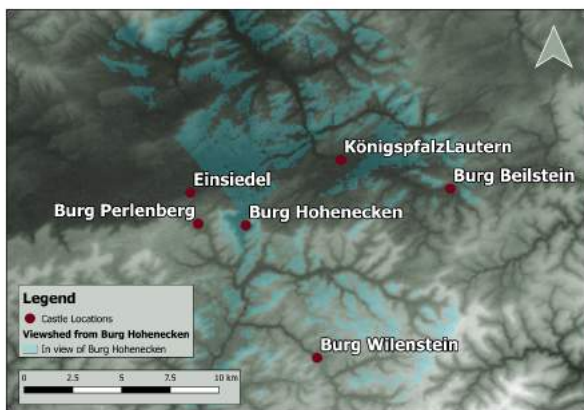 KönigspfalzLautern
Einsiedel
Burg Beilstein
Burg Perlenberg
Burg Hohenecken
Legend
Castle Locations
Viewshed from Burg Hohenecken
In view of Burg Hohenecken
Burg Wilenstein
0 2.5 5 7.5 10 km